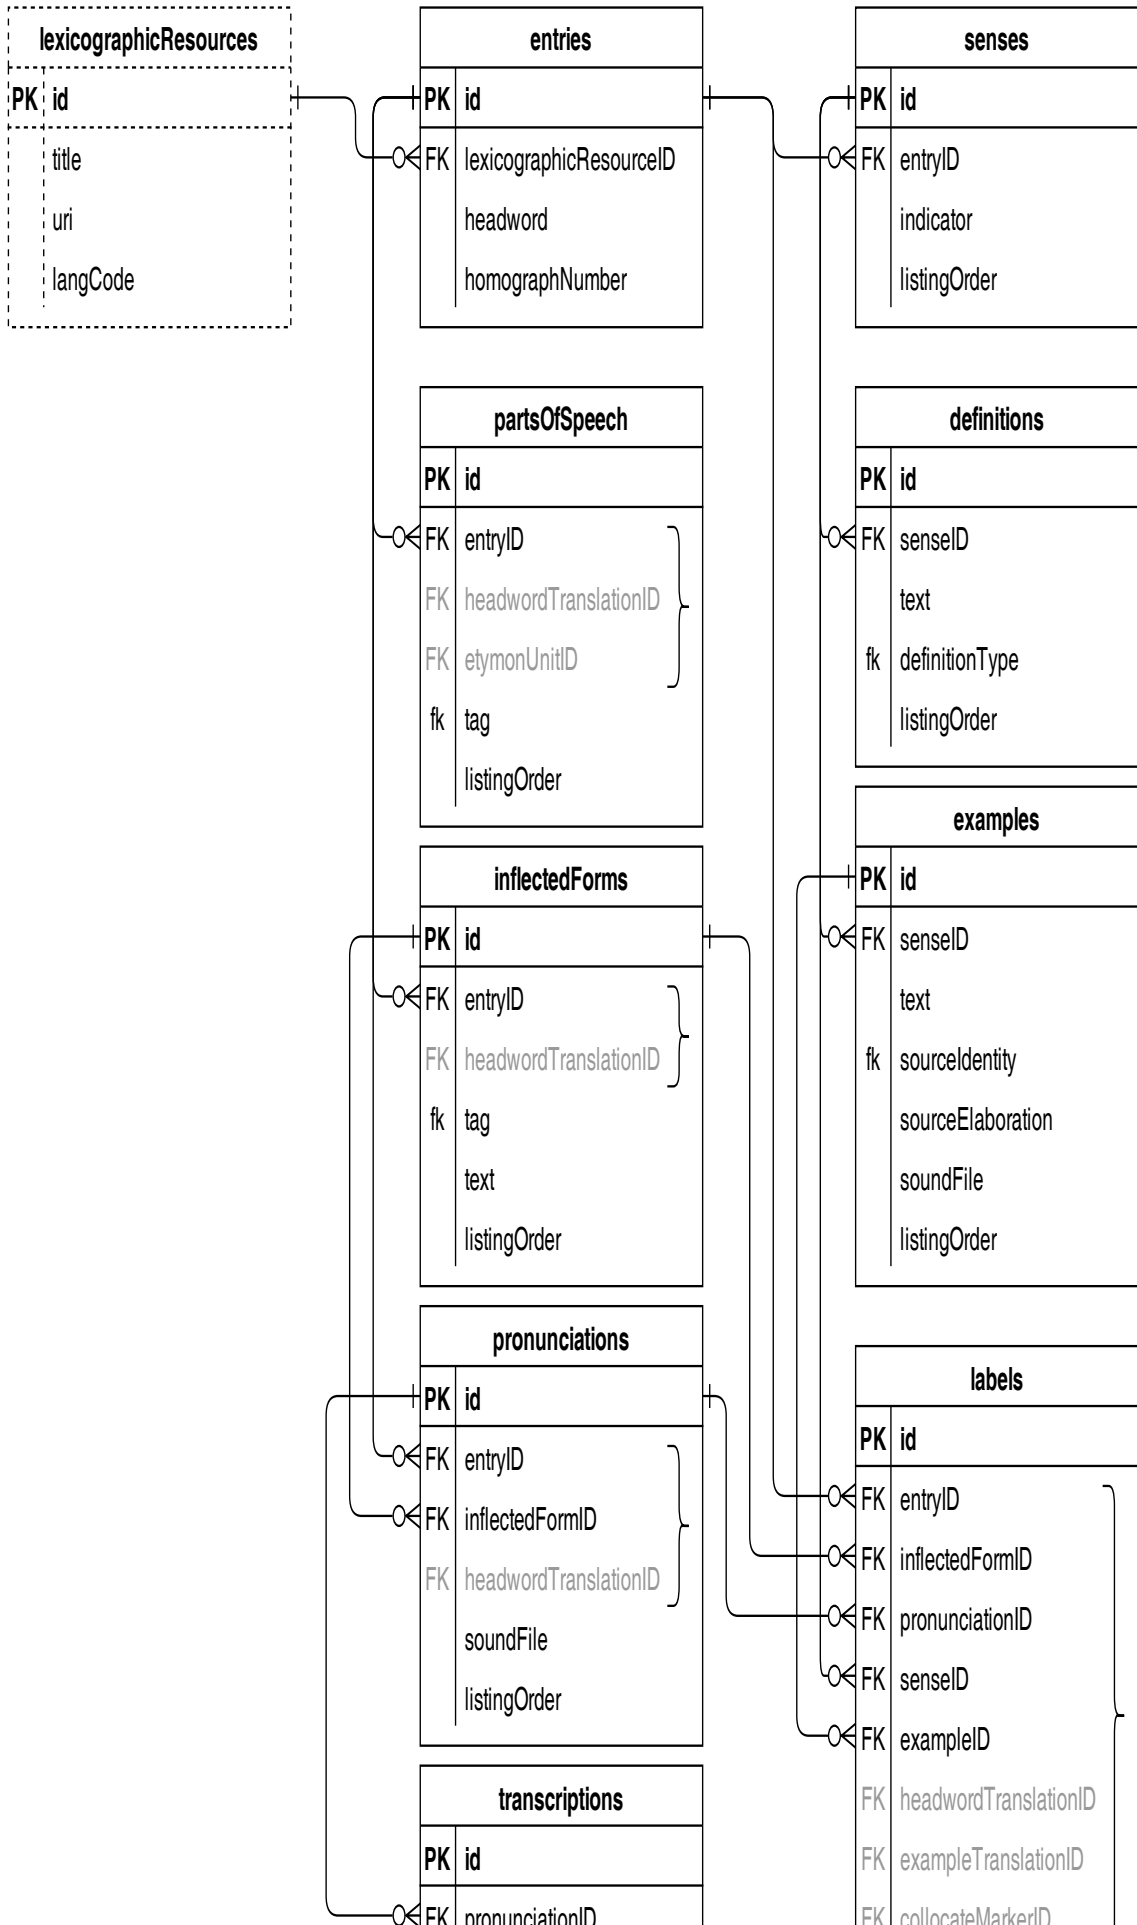 lexicographicResources
PK id
title
uri
langCode
entries
PK id
FK lexicographicResourceID
headword
homographNumber
senses
PK id
FK entryID
indicator
listingOrder
partsOfSpeech
PK id
FK entryID
FK headwordTranslationID
FK etymonUnitID
fk tag
listingOrder
definitions
PK id
FK senseID
text
fk definitionType
listingOrder
inflectedForms
PK id
FK entryID
FK headwordTranslationID
fk tag
text
listingOrder
examples
PK id
FK senseID
text
fk sourceIdentity
sourceElaboration
soundFile
listingOrder
pronunciations
PK id
FK entryID
FK inflectedFormID
FK headwordTranslationID
soundFile
listingOrder
labels
PK id
FK entryID
FK inflectedFormID
FK pronunciationID
FK senseID
FK exampleID
FK headwordTranslationID
FK exampleTranslationID
FK collocateMarkerID
transcriptions
PK id
FK pronunciationID